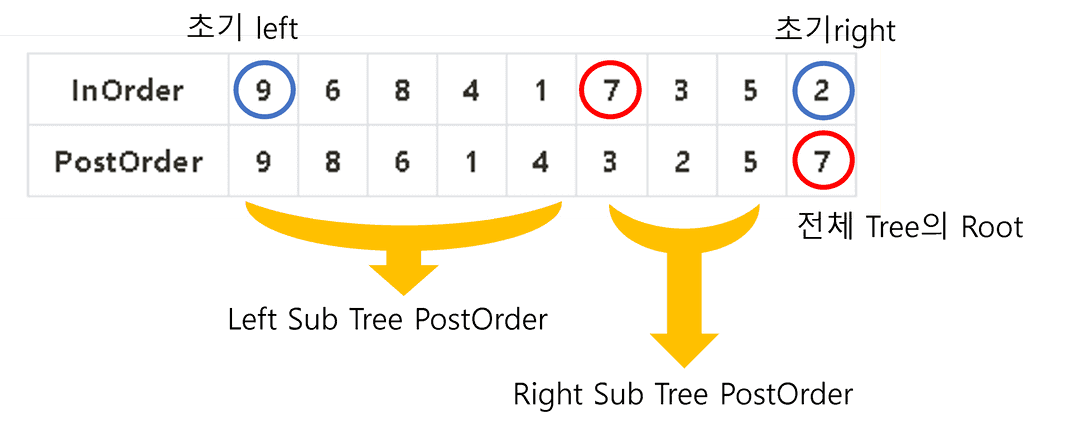 초기 left 초기right
InOrder 9 6 8 4 1 7 3 5 2
PostOrder 9 8 6 1 4 3 2 5 7
전체 Tree의 Root
Left Sub Tree PostOrder
Right Sub Tree PostOrder